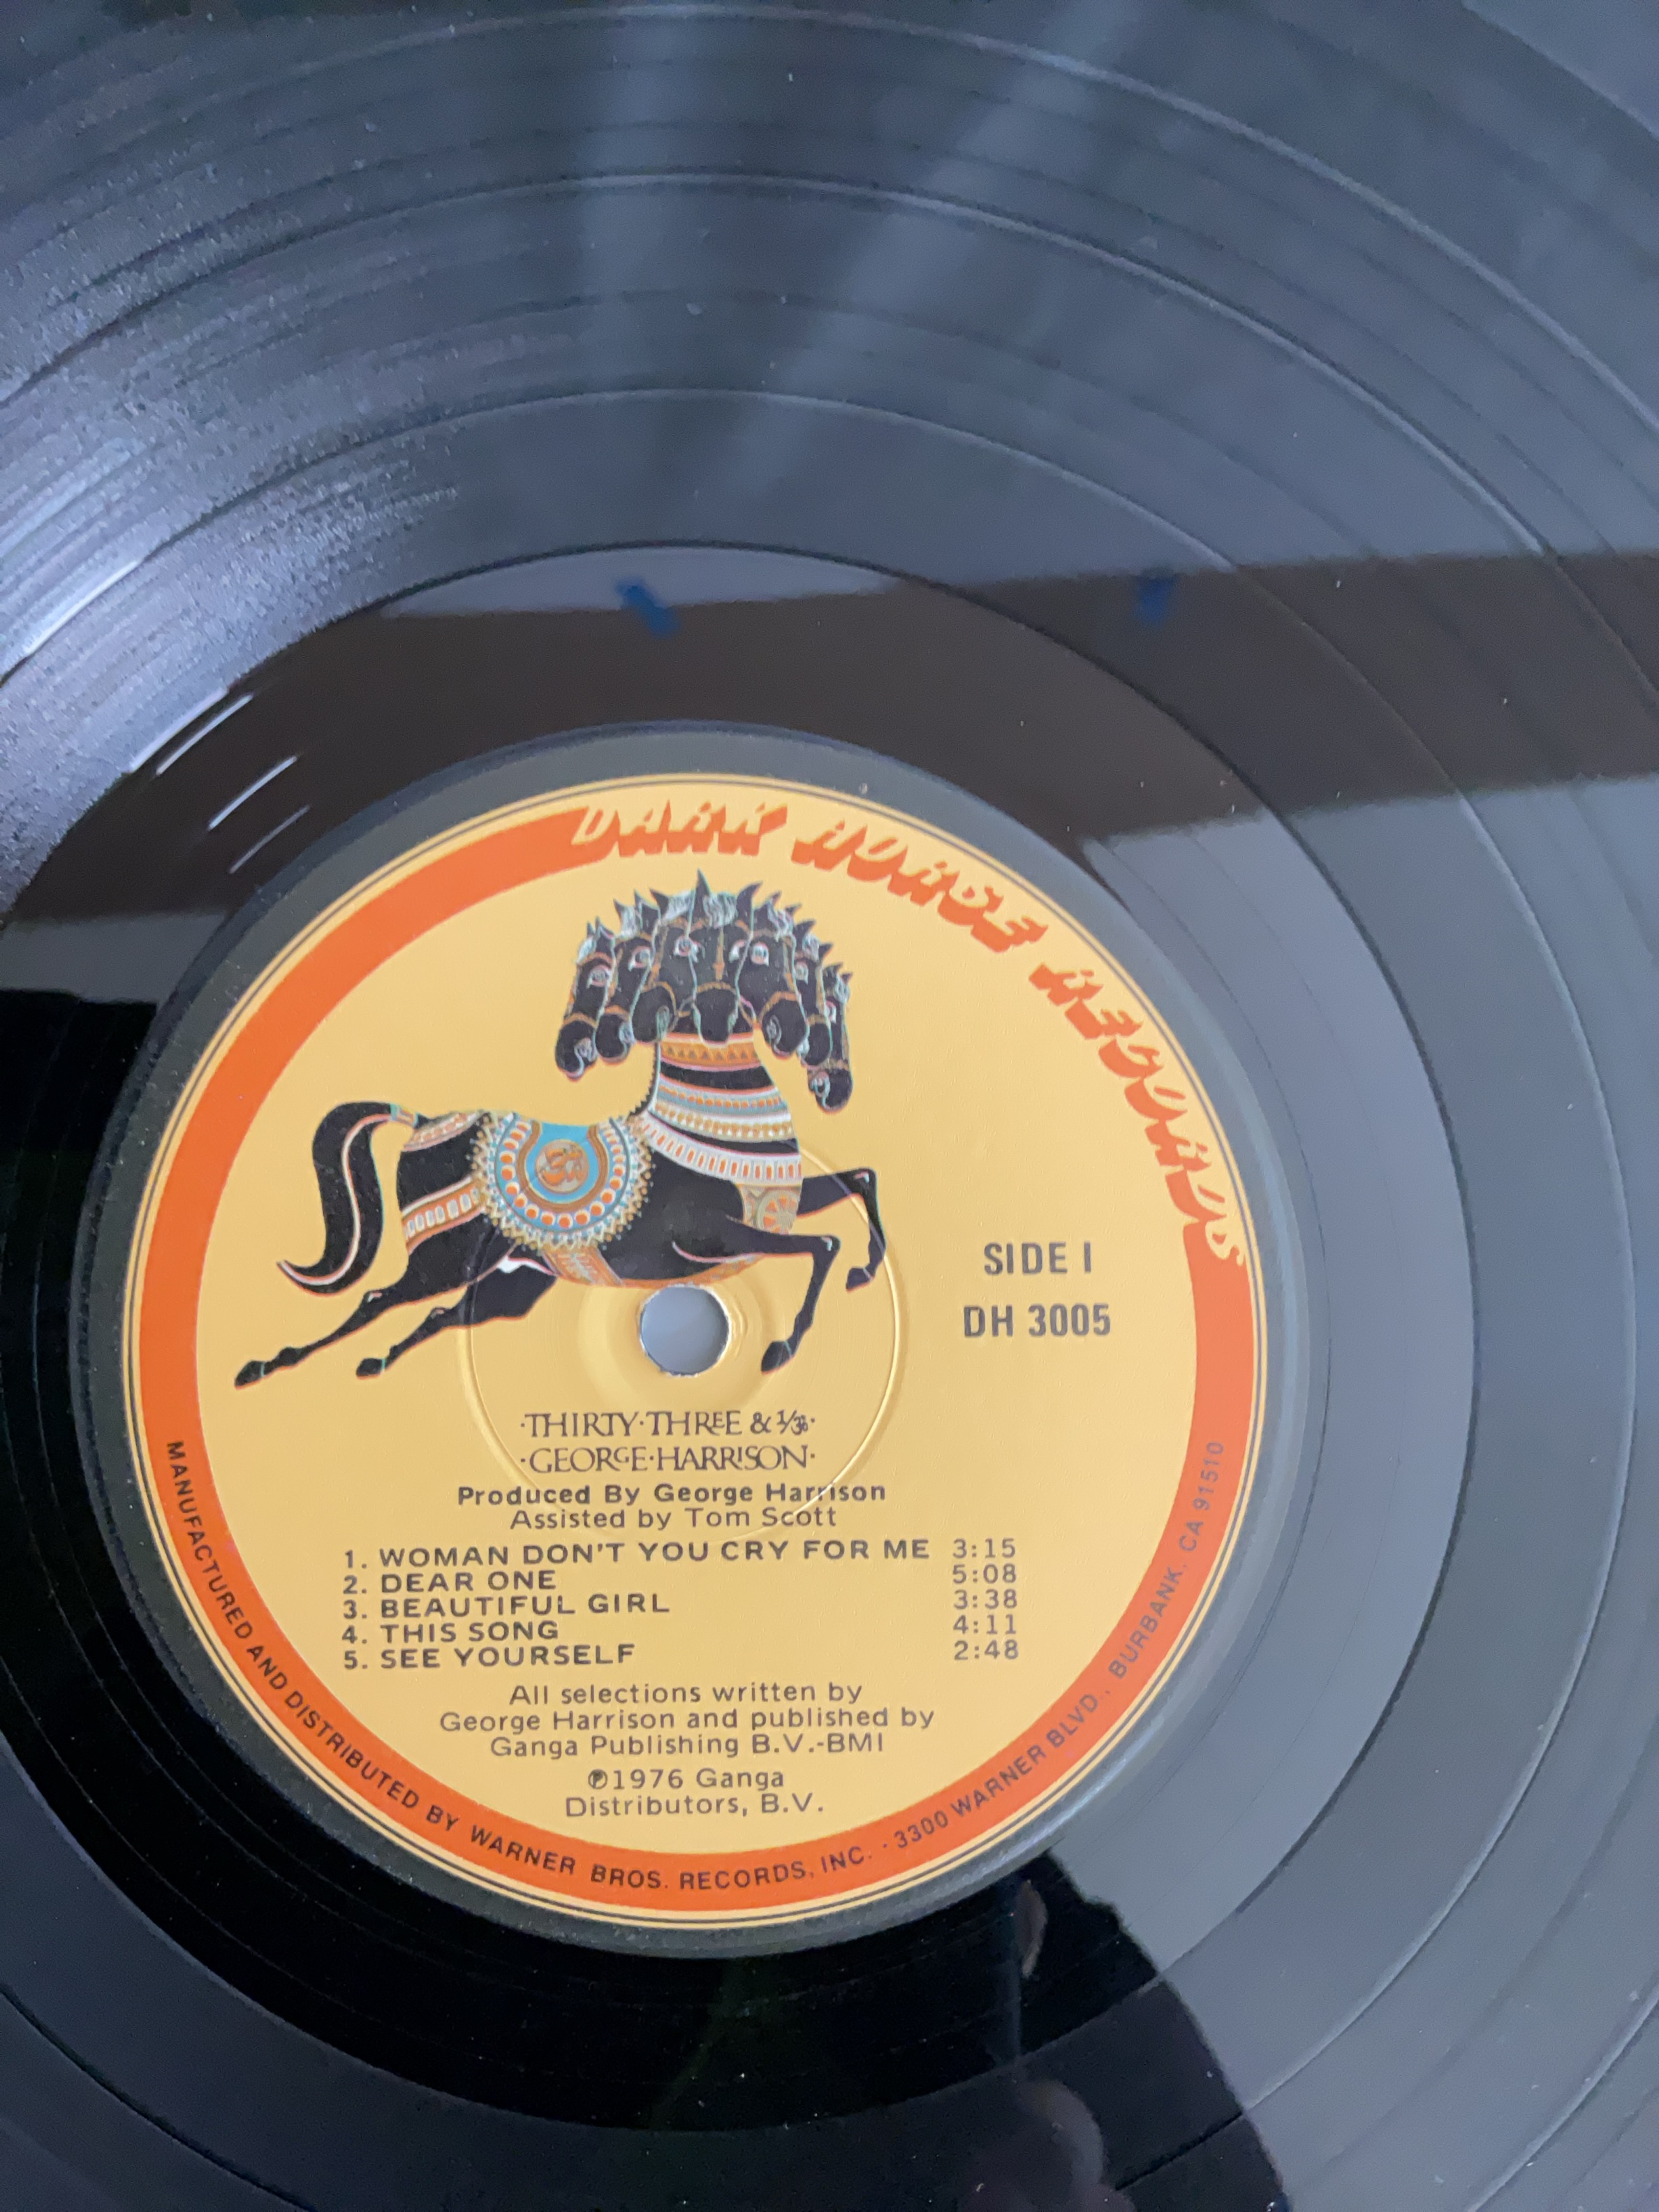 DARK HORSE RECORDS
SIDE 1
DH 3005
·THIRTY·THREE & 1/3·
·GEORGE·HARRISON·
Produced By George Harrison
Assisted by Tom Scott
1. WOMAN DON'T YOU CRY FOR ME 3:15
2. DEAR ONE 5:08
3. BEAUTIFUL GIRL 3:38
4. THIS SONG 4:11
5. SEE YOURSELF 2:48
All selections written by
George Harrison and published by
Ganga Publishing B.V.-BMI
℗1976 Ganga
Distributors, B.V.
MANUFACTURED AND DISTRIBUTED BY WARNER BROS. RECORDS, INC. · 3300 WARNER BLVD., BURBANK, CA 91510